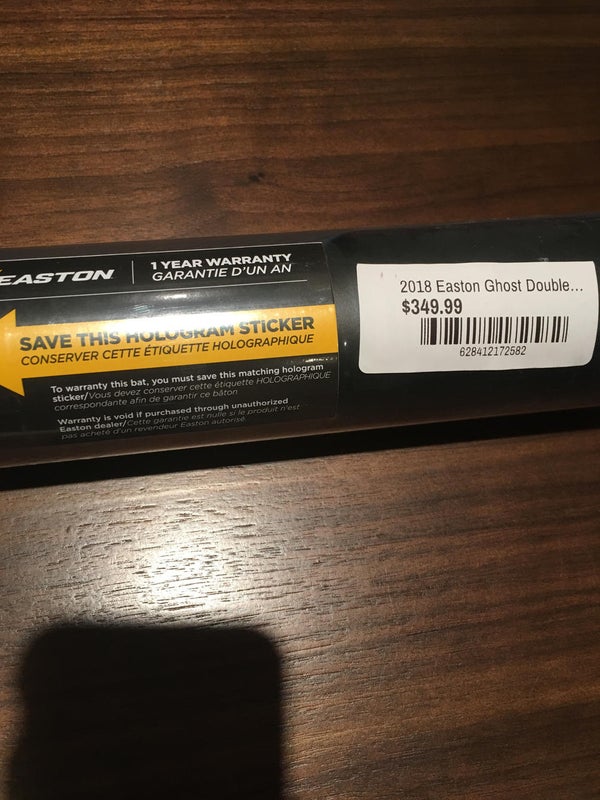 EASTON
1 YEAR WARRANTY
GARANTIE D'UN AN
SAVE THIS HOLOGRAM STICKER
CONSERVER CETTE ÉTIQUETTE HOLOGRAPHIQUE
To warranty this bat, you must save this matching hologram
sticker/Vous devez conserver cette étiquette HOLOGRAPHIQUE
correspondante afin de garantir ce bâton
Warranty is void if purchased through unauthorized
Easton dealer/Cette garantie est nulle si le produit n'est
pas acheté d'un revendeur Easton autorisé.
2018 Easton Ghost Double...
$349.99
628412172582